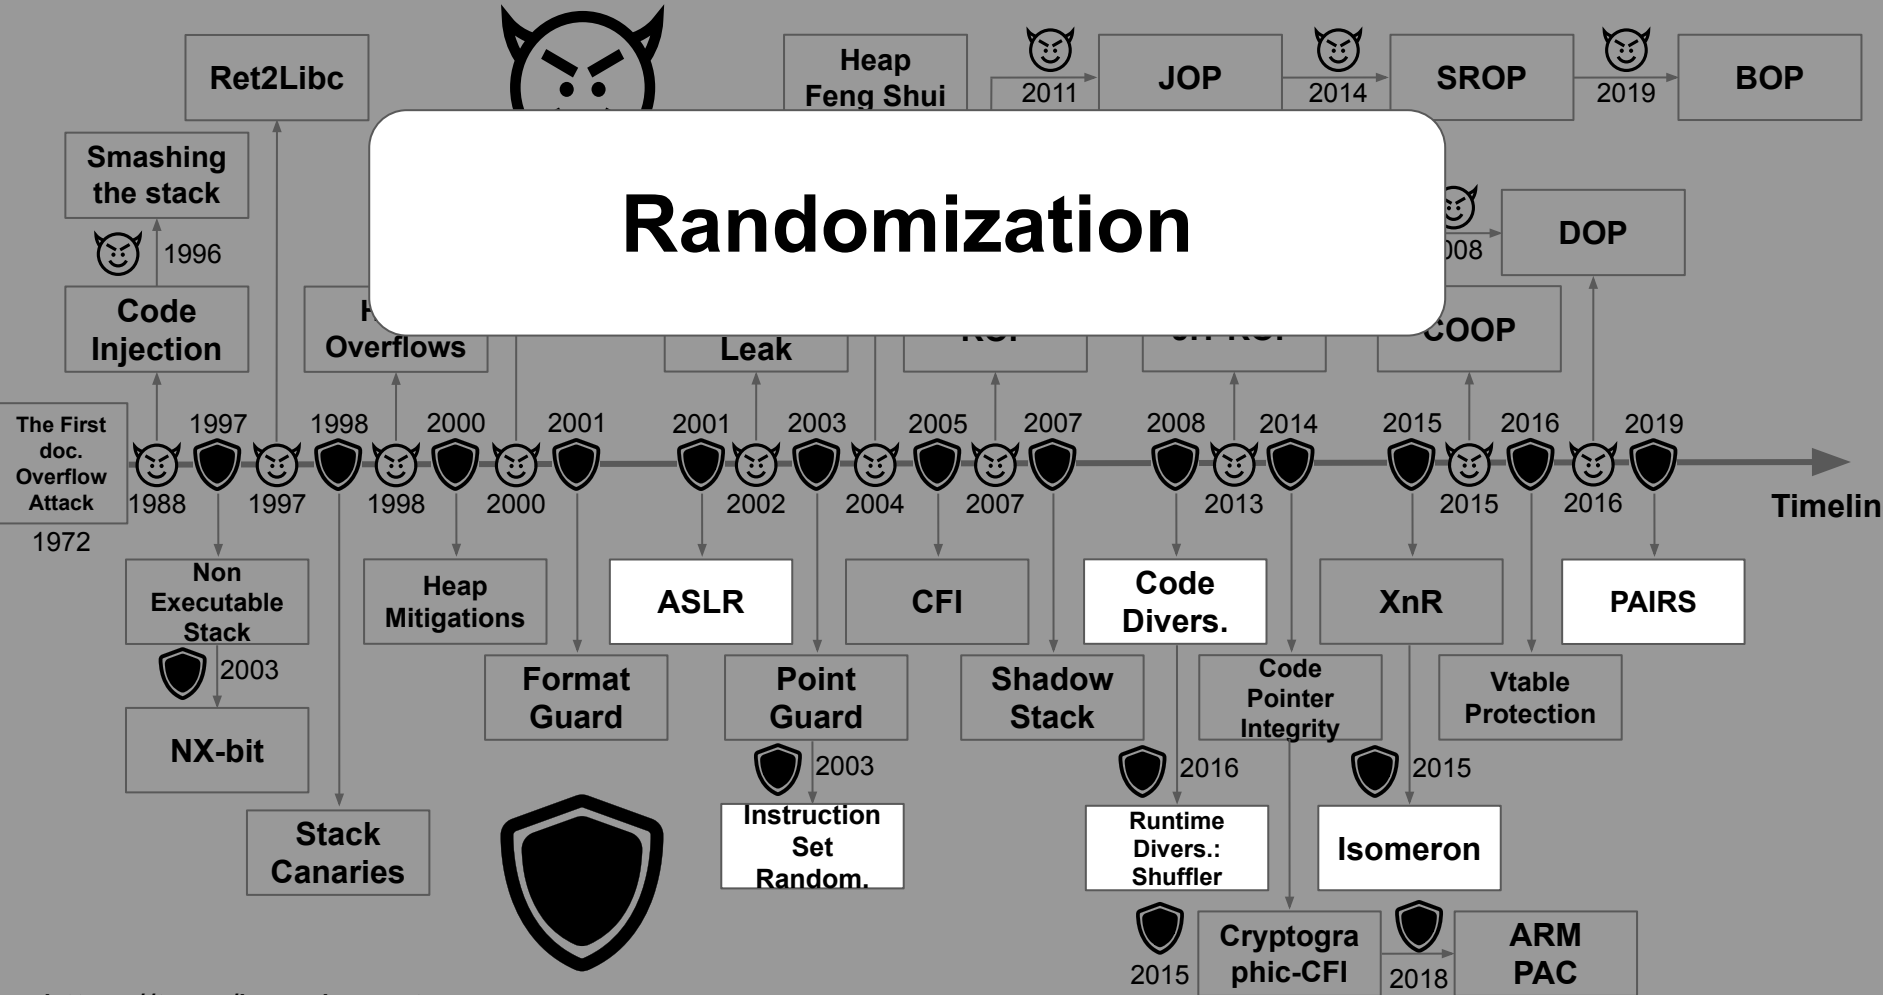 Ret2Libc
Heap
Feng Shui
2011
JOP
2014
SROP
2019
BOP
Smashing
the stack
1996
Randomization
DOP
Code
Injection
Overflows
Leak
COOP
The First
doc.
Overflow
Attack
1972
1997
1998
2000
2001
2001
2003
2005
2007
2008
2014
2015
2016
2019
1988
1997
1998
2000
2002
2004
2007
2013
2015
2016
Timelin
Non
Executable
Stack
Heap
Mitigations
ASLR
CFI
Code
Divers.
XnR
PAIRS
2003
NX-bit
Format
Guard
Point
Guard
Shadow
Stack
Code
Pointer
Integrity
Vtable
Protection
2003
2016
2015
Stack
Canaries
Instruction
Set
Random.
Runtime
Divers.:
Shuffler
Isomeron
2015
Cryptogra
phic-CFI
2018
ARM
PAC